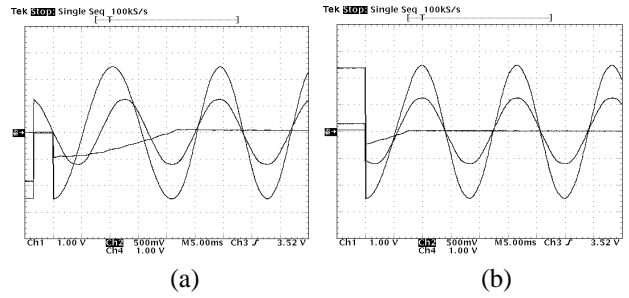 Tek Stop: Single Seq 100kS/s
T
Ch1 1.00 V Ch2 500mV M5.00ms Ch3 3.52 V
Ch4 1.00 V
(a)
Tek Stop: Single Seq 100kS/s
T
Ch1 1.00 V Ch2 500mV M5.00ms Ch3 3.52 V
Ch4 1.00 V
(b)